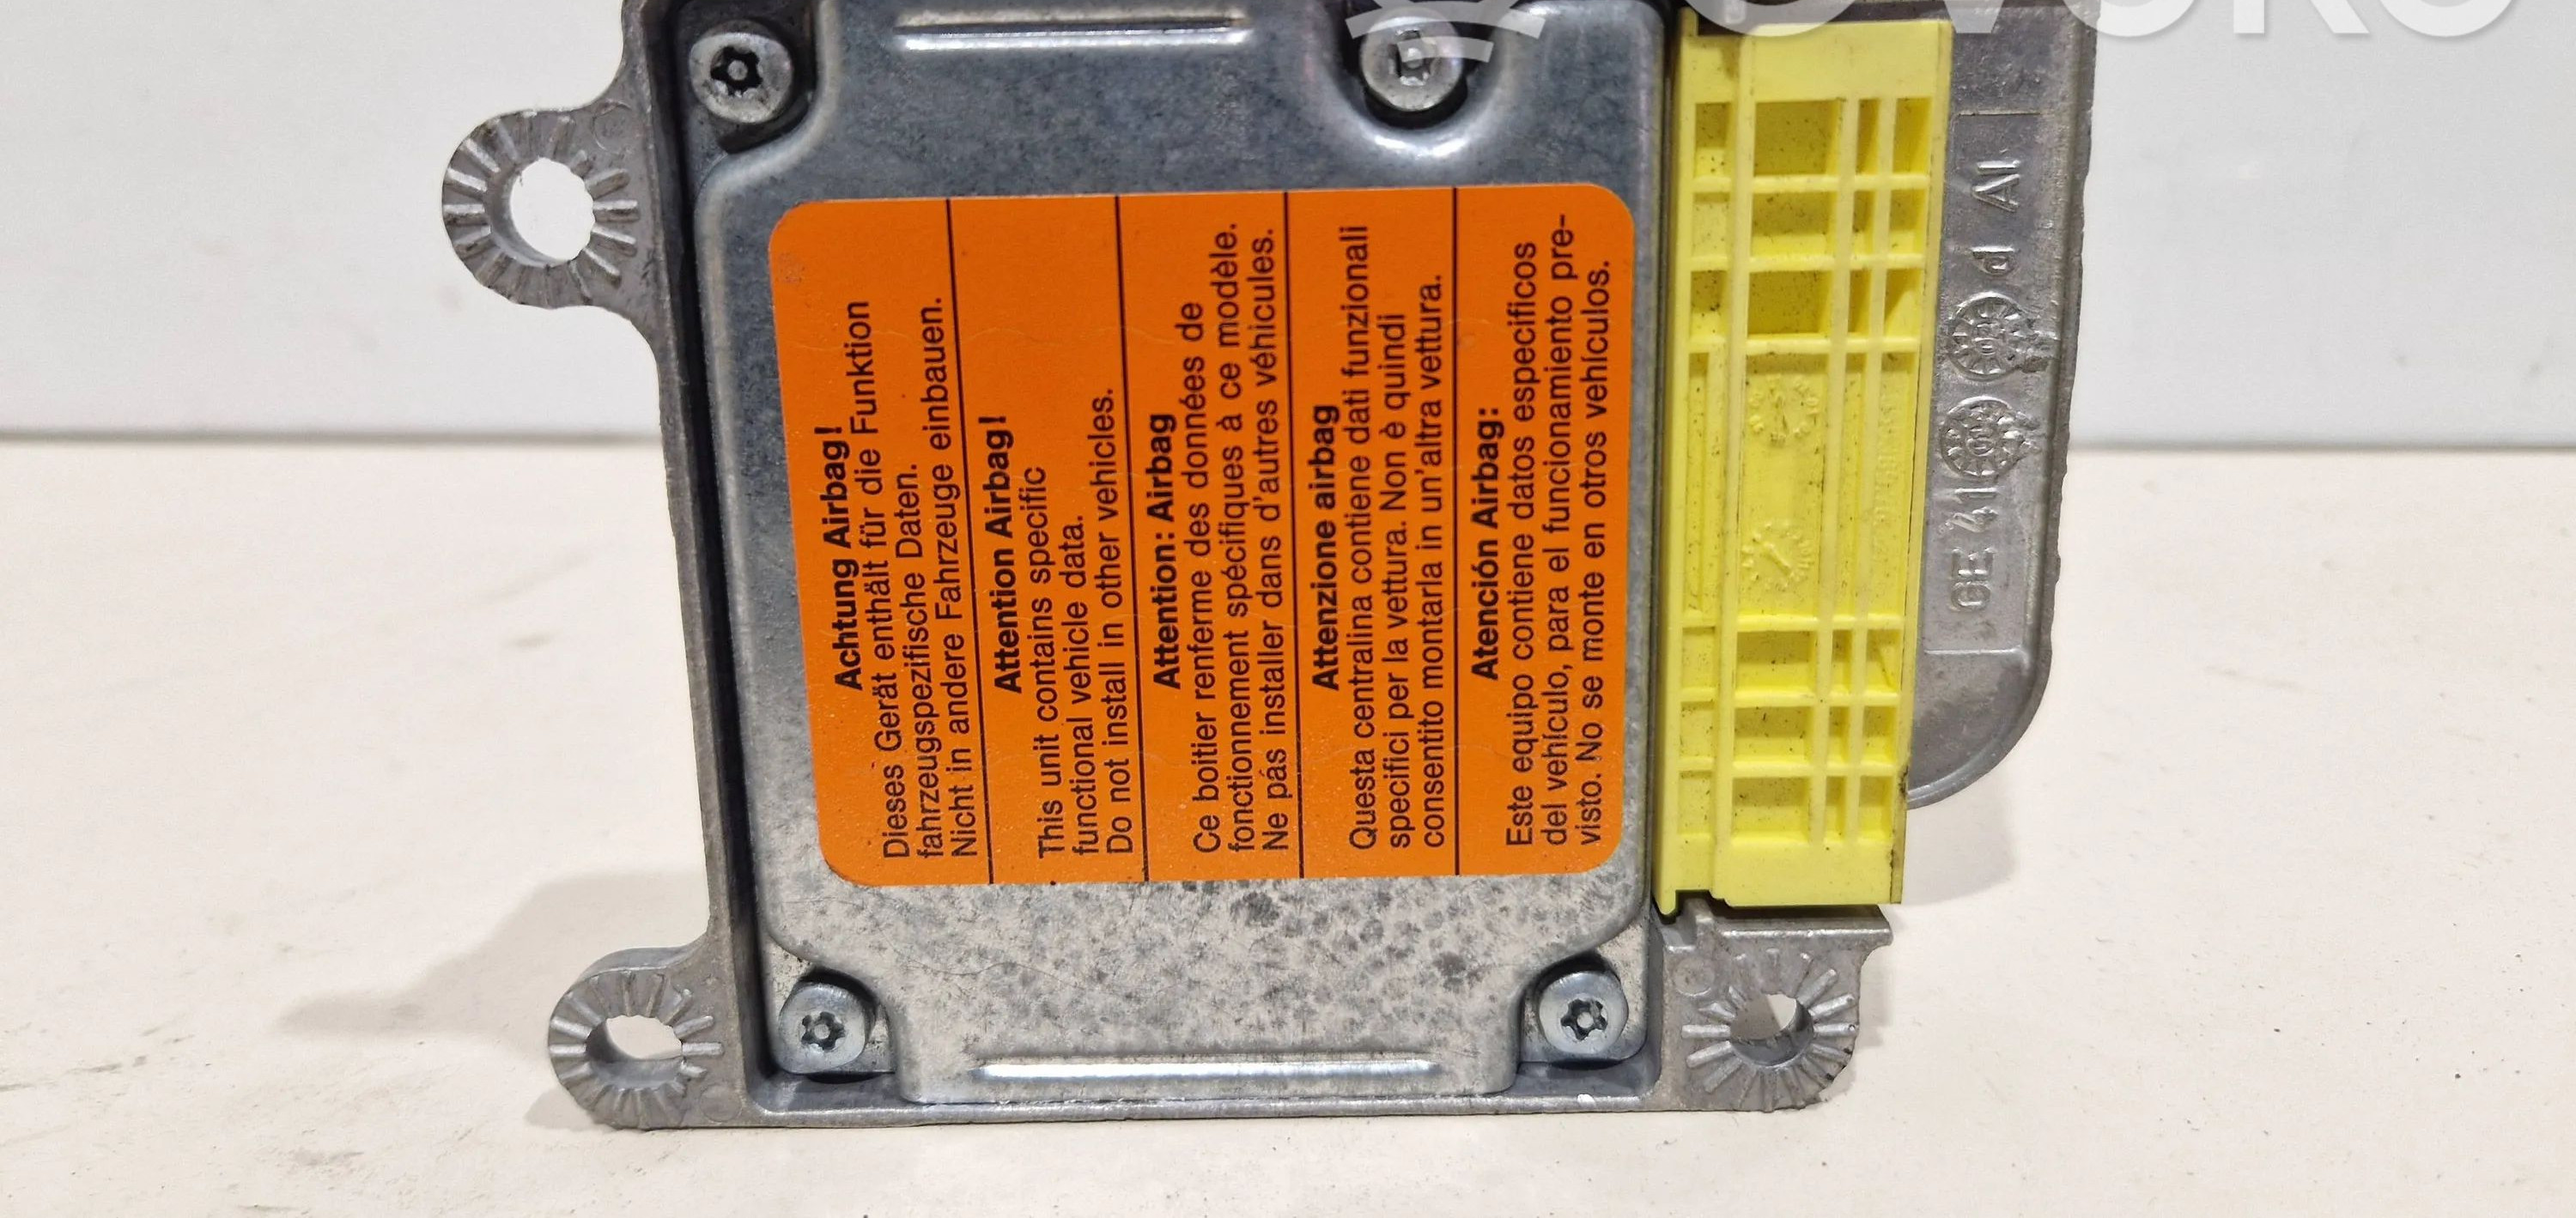 Achtung Airbag!
Dieses Gerät enthält für die Funktion
fahrzeugspezifische Daten.
Nicht in andere Fahrzeuge einbauen.
Attention Airbag!
This unit contains specific
functional vehicle data.
Do not install in other vehicles.
Attention: Airbag
Ce boitier renferme des données de
fonctionnement spécifiques à ce modèle.
Ne pas installer dans d'autres véhicules.
Attenzione airbag
Questa centralina contiene dati funzionali
specifici per la vettura. Non è quindi
consentito montarla in un'altra vettura.
Atención Airbag:
Este equipo contiene datos específicos
del vehículo, para el funcionamiento pre-
visto. No se monte en otros vehículos.